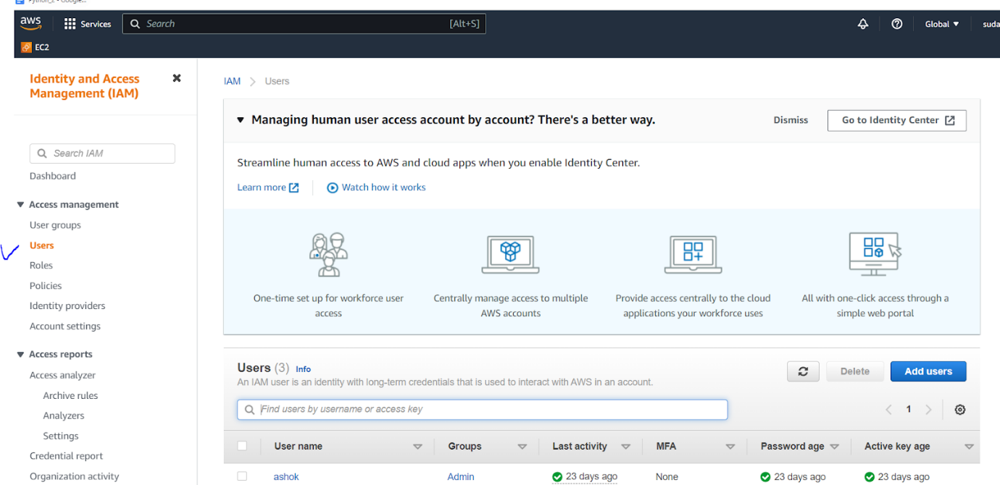 aws
Services
Search
[Alt+S]
Global
suda
EC2
Identity and Access
Management (IAM)
Search IAM
Dashboard
Access management
User groups
Users
Roles
Policies
Identity providers
Account settings
Access reports
Access analyzer
Archive rules
Analyzers
Settings
Credential report
Organization activity
IAM
Users
Managing human user access account by account? There's a better way.
Dismiss
Go to Identity Center
Streamline human access to AWS and cloud apps when you enable Identity Center.
Learn more
Watch how it works
One-time set up for workforce user
access
Centrally manage access to multiple
AWS accounts
Provide access centrally to the cloud
applications your workforce uses
All with one-click access through a
simple web portal
Users (3) Info
An IAM user is an identity with long-term credentials that is used to interact with AWS in an account.
Delete
Add users
Find users by username or access key
1
User name Groups Last activity MFA Password age Active key age
ashok Admin 23 days ago None 23 days ago 23 days ago